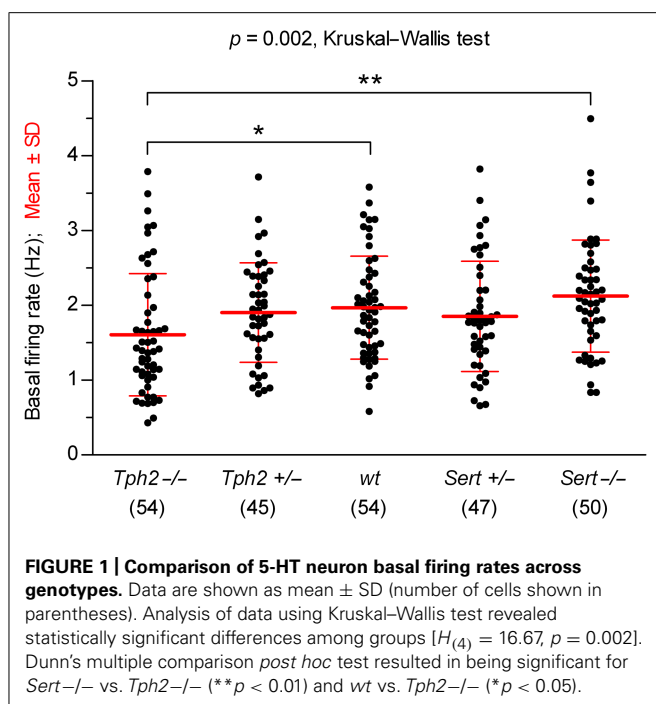 p = 0.002, Kruskal–Wallis test
Basal firing rate (Hz); Mean ± SD
5
4
3
2
1
0
**
*
Tph2 –/– Tph2 +/– wt Sert +/– Sert –/–
(54) (45) (54) (47) (50)
FIGURE 1 | Comparison of 5-HT neuron basal firing rates across
genotypes. Data are shown as mean ± SD (number of cells shown in
parentheses). Analysis of data using Kruskal–Wallis test revealed
statistically significant differences among groups [H(4) = 16.67, p = 0.002].
Dunn's multiple comparison post hoc test resulted in being significant for
Sert–/– vs. Tph2–/– (**p < 0.01) and wt vs. Tph2–/– (*p < 0.05).